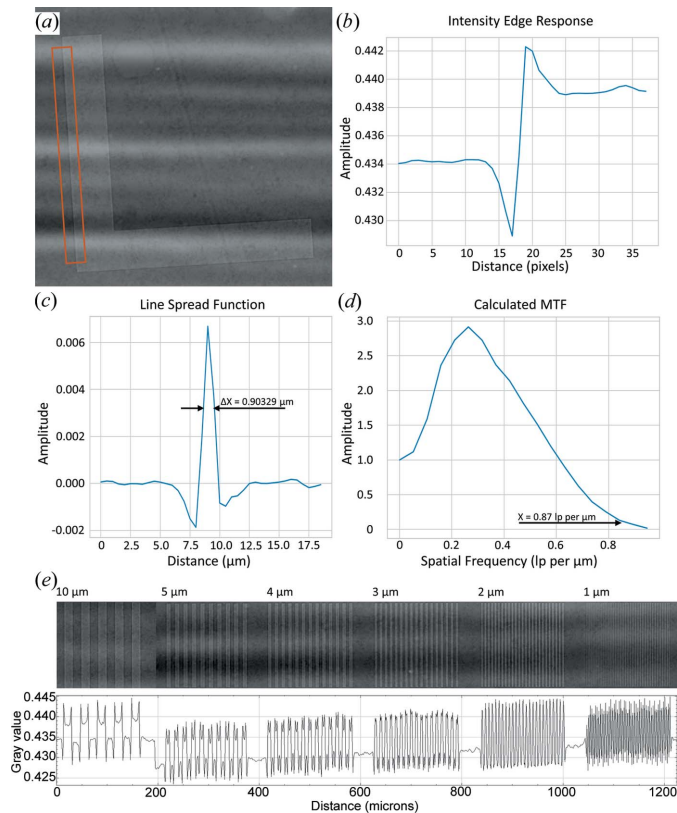 (a)
(b)
Intensity Edge Response
0.442
0.440
0.438
0.434
0.432
0.430
Amplitude
0 5 10 15 20 25 30 35
Distance (pixels)
(c)
Line Spread Function
0.006
0.004
0.002
0.000
-0.002
Amplitude
ΔX = 0.90329 µm
0 2.5 5.0 7.5 10.0 12.5 15.0 17.5
Distance (µm)
(d)
Calculated MTF
3.0
2.5
2.0
1.5
1.0
0.5
0
Amplitude
X = 0.87 lp per µm
0 0.2 0.4 0.6 0.8
Spatial Frequency (lp per µm)
(e)
10 µm 5 µm 4 µm 3 µm 2 µm 1 µm
0.445
0.440
0.435
0.430
0.425
Gray value
0 200 400 600 800 1000 1200
Distance (microns)